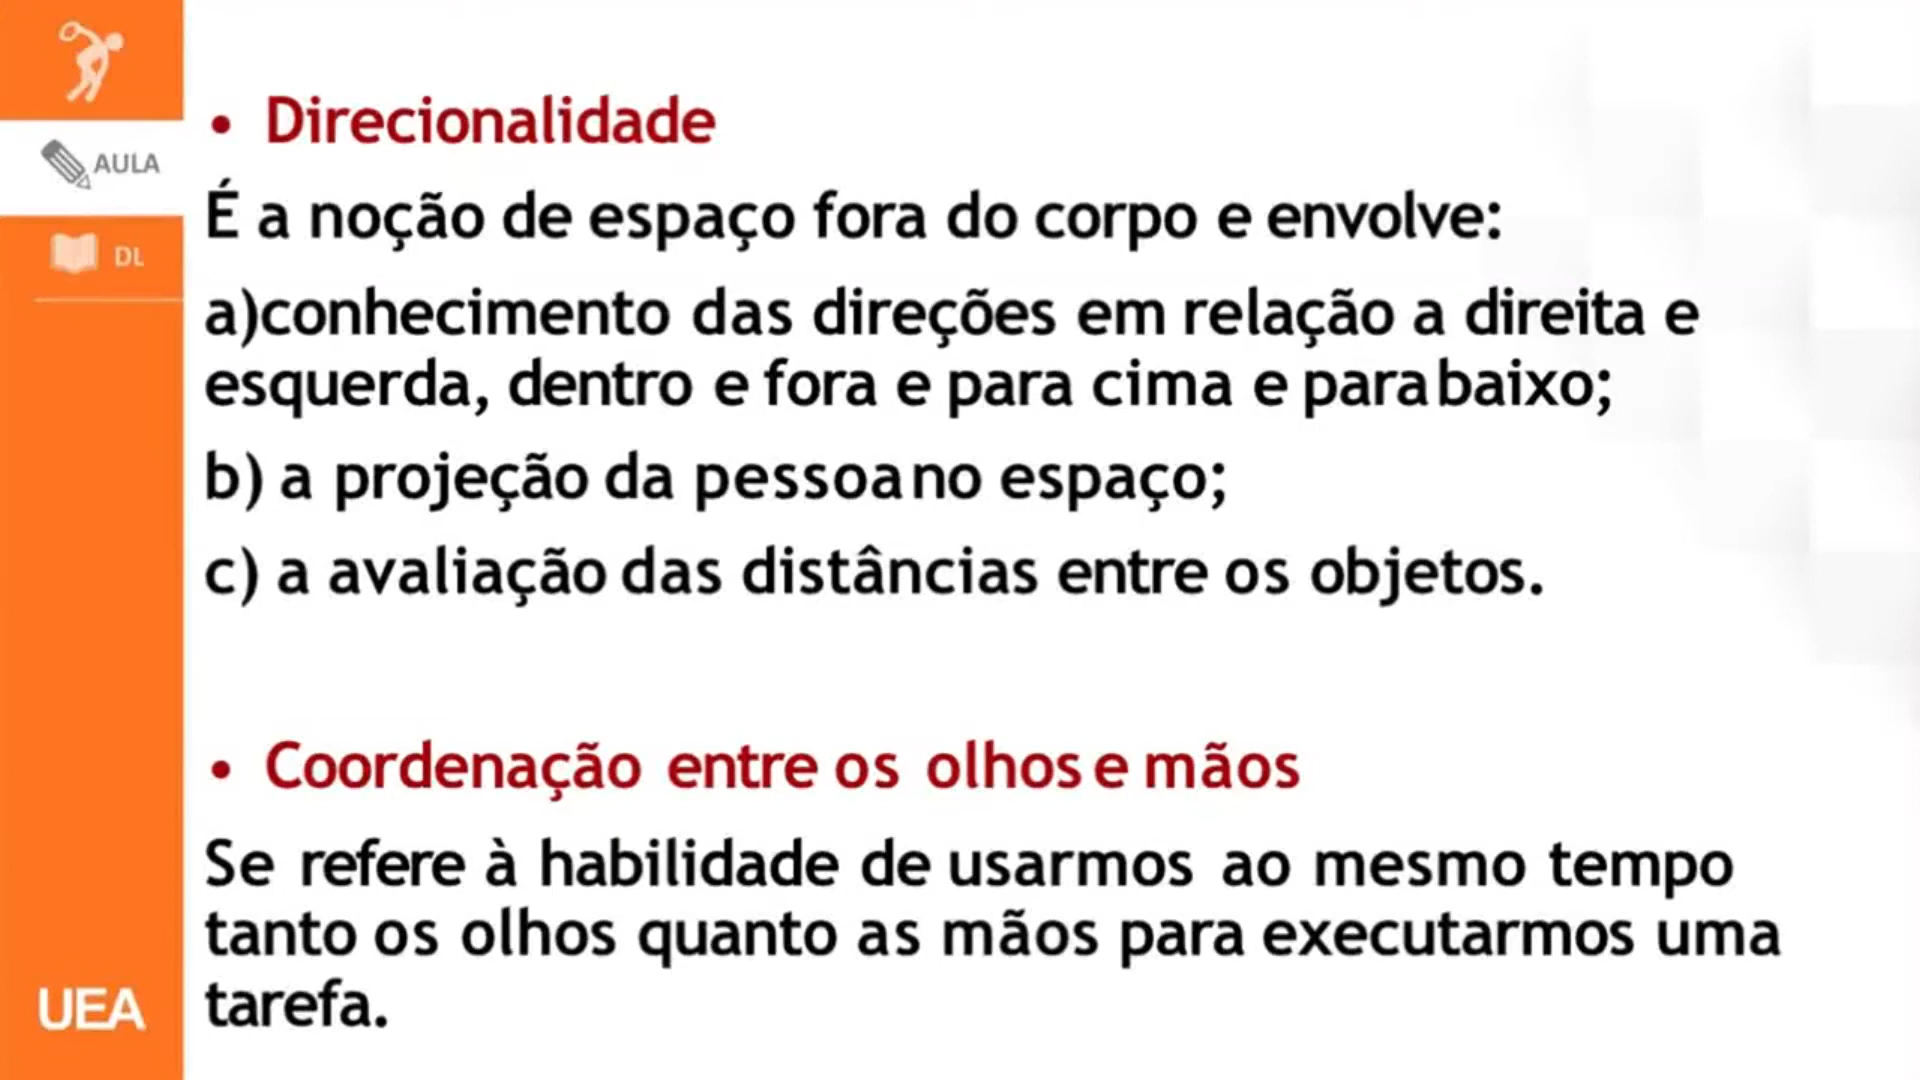 AULA
DL
UEA
• Direcionalidade
É a noção de espaço fora do corpo e envolve:
a)conhecimento das direções em relação a direita e
esquerda, dentro e fora e para cima e para baixo;
b) a projeção da pessoa no espaço;
c) a avaliação das distâncias entre os objetos.
• Coordenação entre os olhos e mãos
Se refere à habilidade de usarmos ao mesmo tempo
tanto os olhos quanto as mãos para executarmos uma
tarefa.